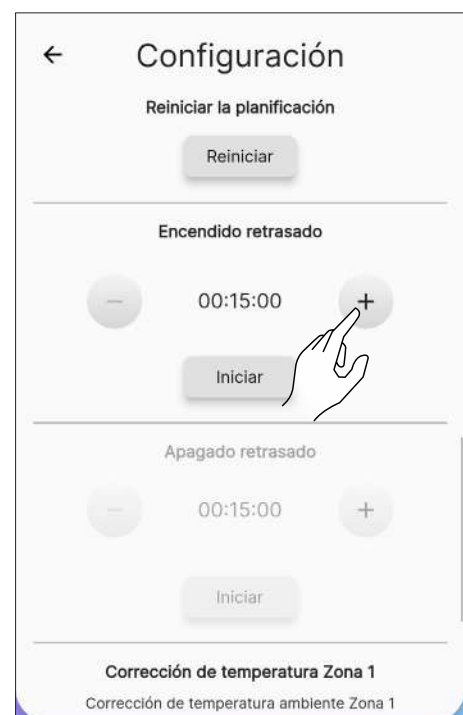 ← Configuración
Reiniciar la planificación
Reiniciar
Encendido retrasado
− 00:15:00 +
Iniciar
Apagado retrasado
− 00:15:00 +
Iniciar
Corrección de temperatura Zona 1
Corrección de temperatura ambiente Zona 1